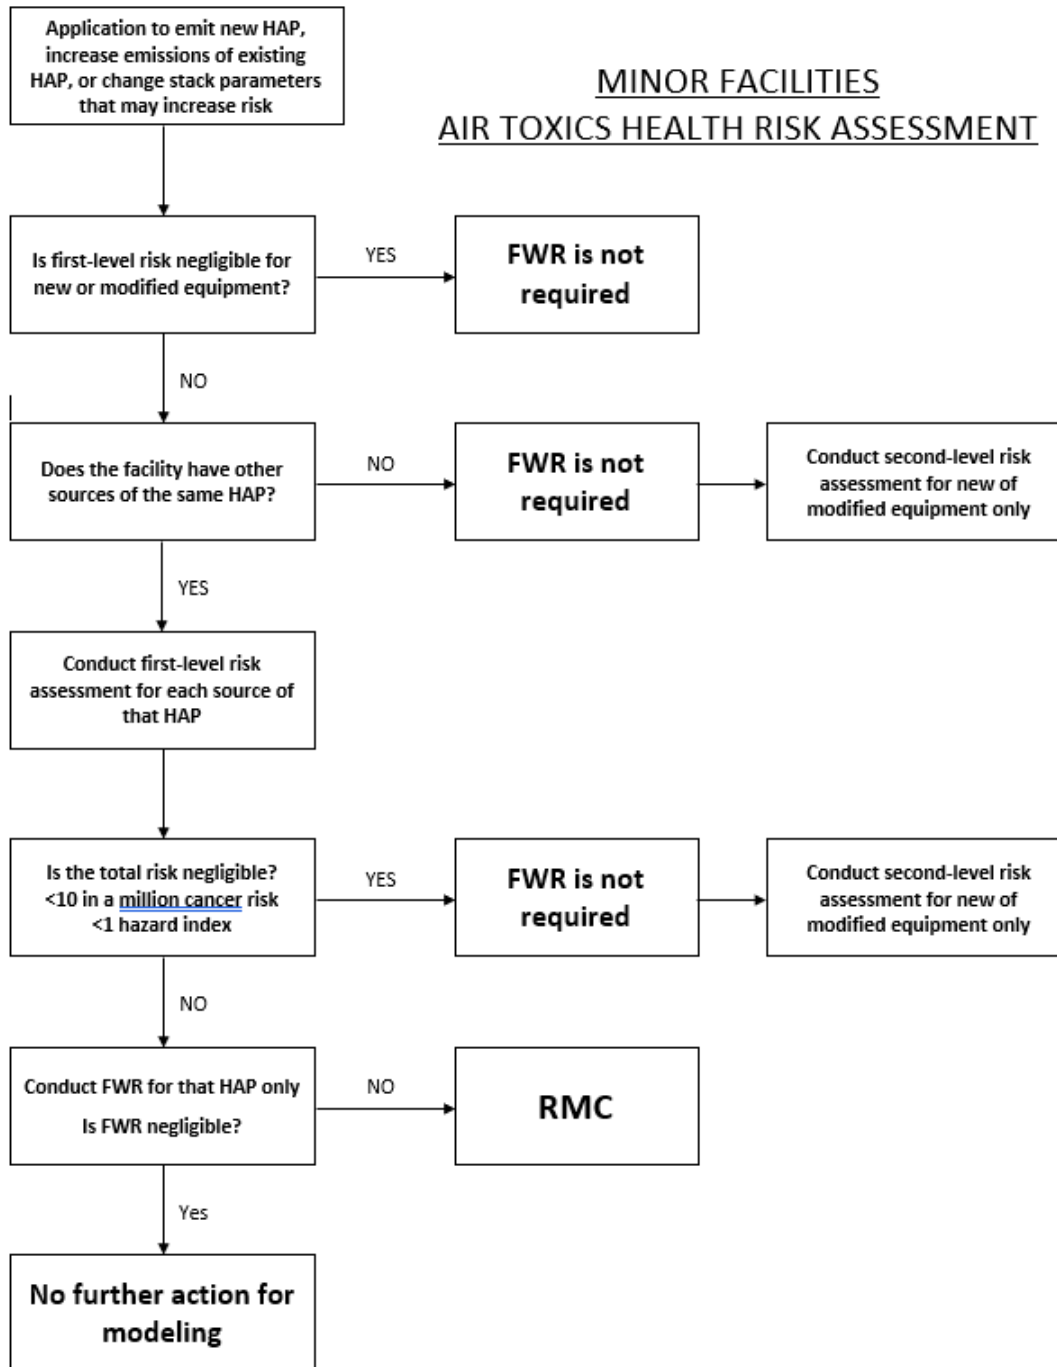 Application to emit new HAP,
increase emissions of existing
HAP, or change stack parameters
that may increase risk
MINOR FACILITIES
AIR TOXICS HEALTH RISK ASSESSMENT
Is first-level risk negligible for
new or modified equipment?
YES
FWR is not
required
NO
Does the facility have other
sources of the same HAP?
NO
FWR is not
required
Conduct second-level risk
assessment for new of
modified equipment only
YES
Conduct first-level risk
assessment for each source of
that HAP
Is the total risk negligible?
<10 in a million cancer risk
<1 hazard index
YES
FWR is not
required
Conduct second-level risk
assessment for new of
modified equipment only
NO
Conduct FWR for that HAP only
Is FWR negligible?
NO
RMC
Yes
No further action for
modeling